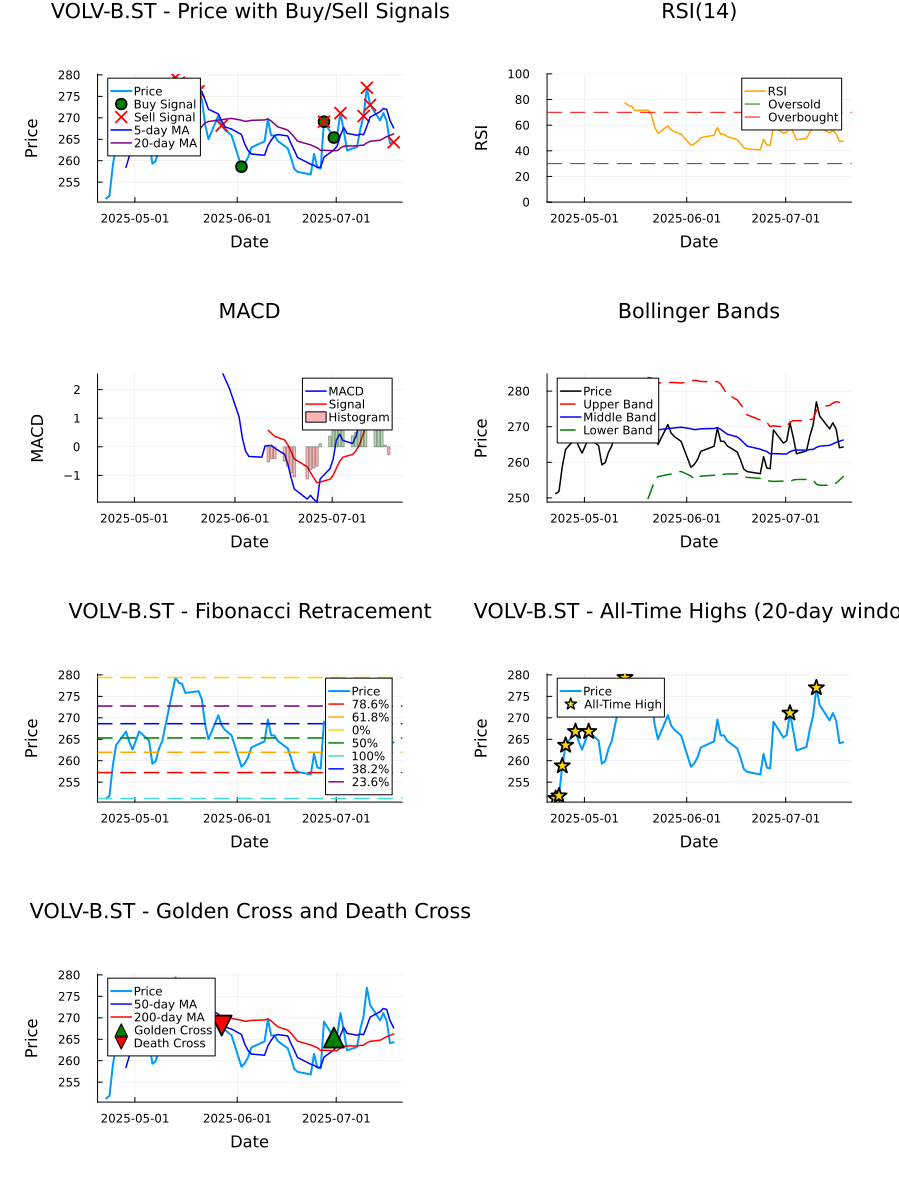 VOLV-B.ST - Price with Buy/Sell Signals
280
275
270
265
260
255
Price
Price
Buy Signal
Sell Signal
5-day MA
20-day MA
2025-05-01
2025-06-01
2025-07-01
Date
RSI(14)
100
80
60
40
20
0
RSI
RSI
Oversold
Overbought
2025-05-01
2025-06-01
2025-07-01
Date
MACD
2
1
0
−1
MACD
MACD
Signal
Histogram
2025-05-01
2025-06-01
2025-07-01
Date
Bollinger Bands
280
270
260
250
Price
Price
Upper Band
Middle Band
Lower Band
2025-05-01
2025-06-01
2025-07-01
Date
VOLV-B.ST - Fibonacci Retracement
280
275
270
265
260
255
Price
Price
78.6%
61.8%
0%
50%
100%
38.2%
23.6%
2025-05-01
2025-06-01
2025-07-01
Date
VOLV-B.ST - All-Time Highs (20-day windo
280
275
270
265
260
255
Price
Price
All-Time High
2025-05-01
2025-06-01
2025-07-01
Date
VOLV-B.ST - Golden Cross and Death Cross
280
275
270
265
260
255
Price
Price
50-day MA
200-day MA
Golden Cross
Death Cross
2025-05-01
2025-06-01
2025-07-01
Date